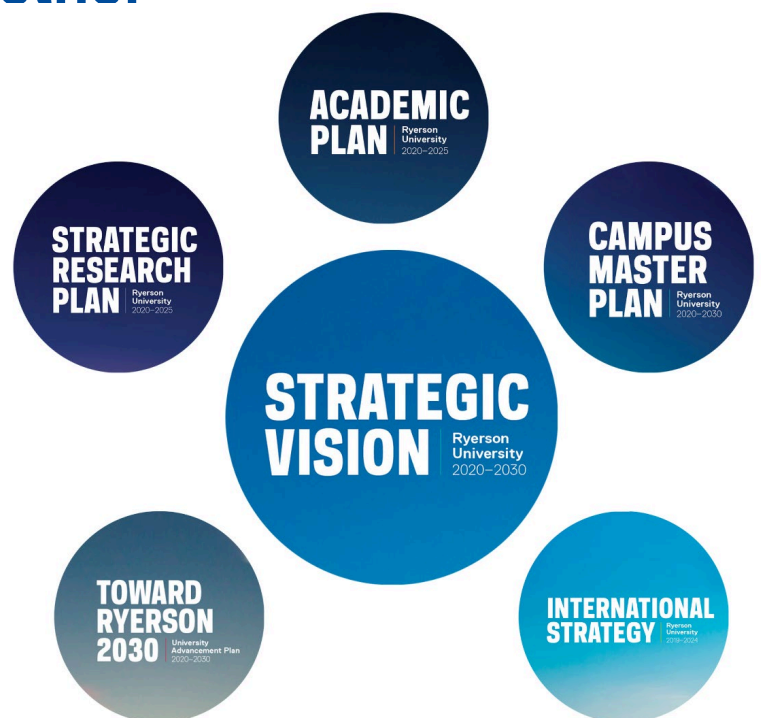 ACADEMIC
PLAN
Ryerson
University
2020–2025
STRATEGIC
RESEARCH
PLAN
Ryerson
University
2020–2025
CAMPUS
MASTER
PLAN
Ryerson
University
2020–2030
STRATEGIC
VISION
Ryerson
University
2020–2030
TOWARD
RYERSON
2030
University
Advancement Plan
2020–2030
INTERNATIONAL
STRATEGY
Ryerson
University
2019–2024